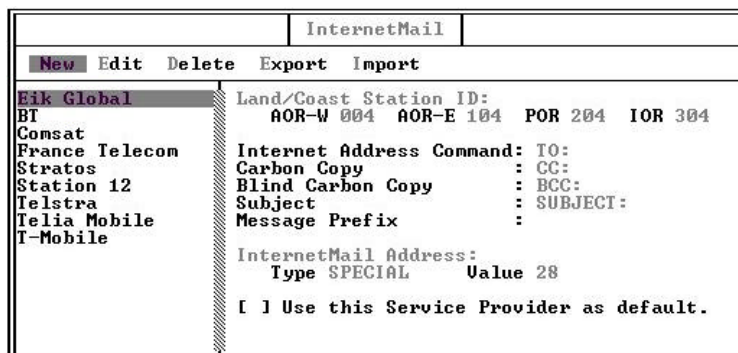 InternetMail
New Edit Delete Export Import
Eik Global
BT
Comsat
France Telecom
Stratos
Station 12
Telstra
Telia Mobile
T-Mobile
Land/Coast Station ID:
AOR-W 004 AOR-E 104 POR 204 IOR 304
Internet Address Command: TO:
Carbon Copy : CC:
Blind Carbon Copy : BCC:
Subject : SUBJECT:
Message Prefix :
InternetMail Address:
Type SPECIAL Value 28
[ ] Use this Service Provider as default.